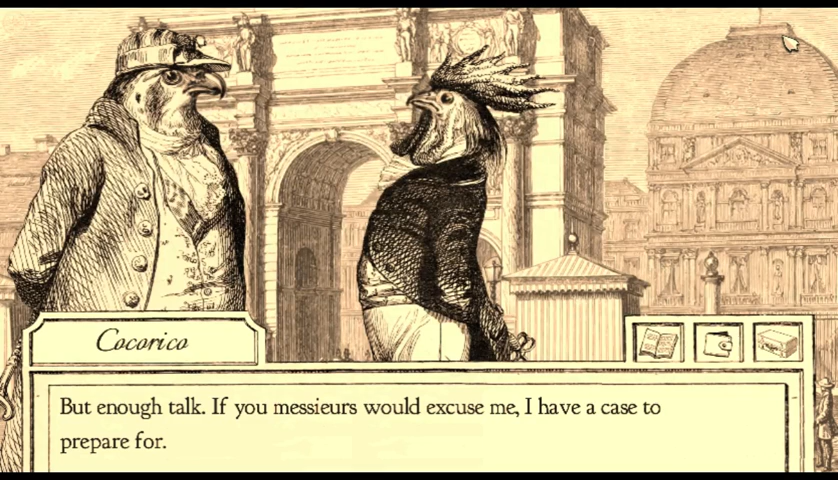 Cocorico
But enough talk. If you messieurs would excuse me, I have a case to
prepare for.